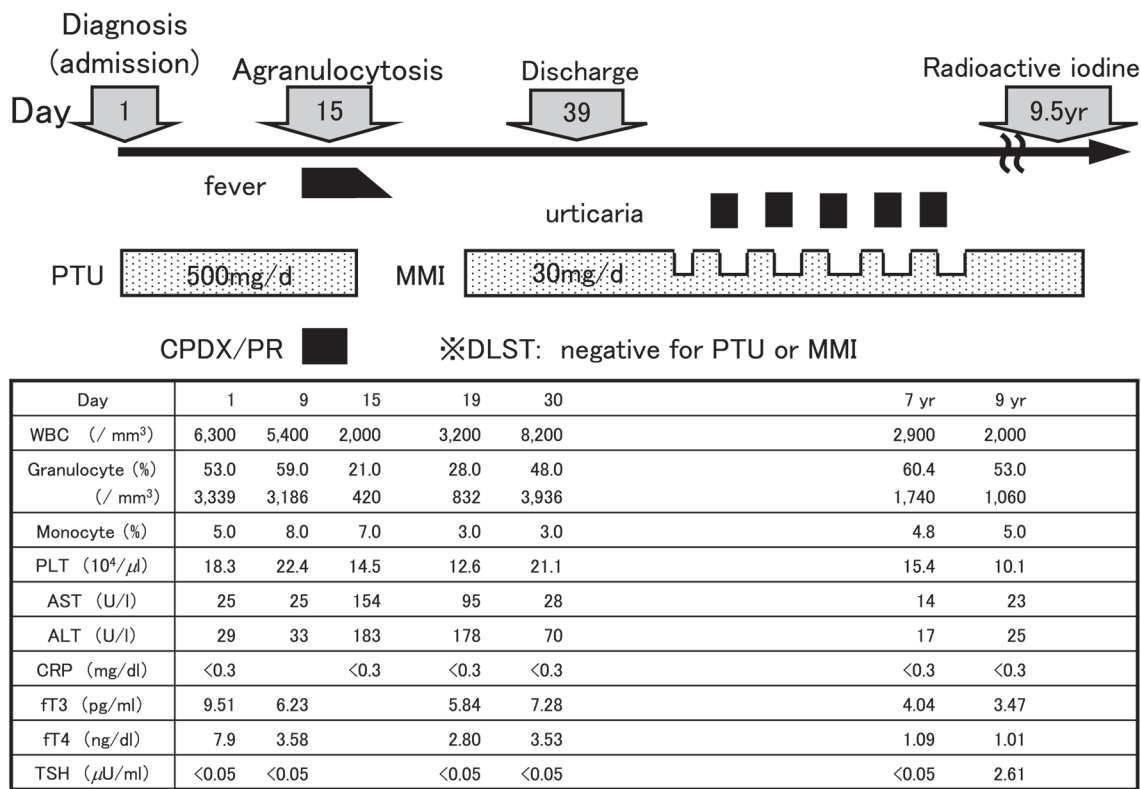 Diagnosis
(admission)
Agranulocytosis
Discharge
Radioactive iodine
Day 1 15 39 9.5yr
fever
urticaria
PTU 500mg/d MMI 30mg/d
CPDX/PR ※DLST: negative for PTU or MMI
Day 1 9 15 19 30 7 yr 9 yr
WBC (/ mm³) 6,300 5,400 2,000 3,200 8,200 2,900 2,000
Granulocyte (%) 53.0 59.0 21.0 28.0 48.0 60.4 53.0
(/ mm³) 3,339 3,186 420 832 3,936 1,740 1,060
Monocyte (%) 5.0 8.0 7.0 3.0 3.0 4.8 5.0
PLT (10⁴/μl) 18.3 22.4 14.5 12.6 21.1 15.4 10.1
AST (U/l) 25 25 154 95 28 14 23
ALT (U/l) 29 33 183 178 70 17 25
CRP (mg/dl) <0.3 <0.3 <0.3 <0.3 <0.3 <0.3
fT3 (pg/ml) 9.51 6.23 5.84 7.28 4.04 3.47
fT4 (ng/dl) 7.9 3.58 2.80 3.53 1.09 1.01
TSH (μU/ml) <0.05 <0.05 <0.05 <0.05 <0.05 2.61